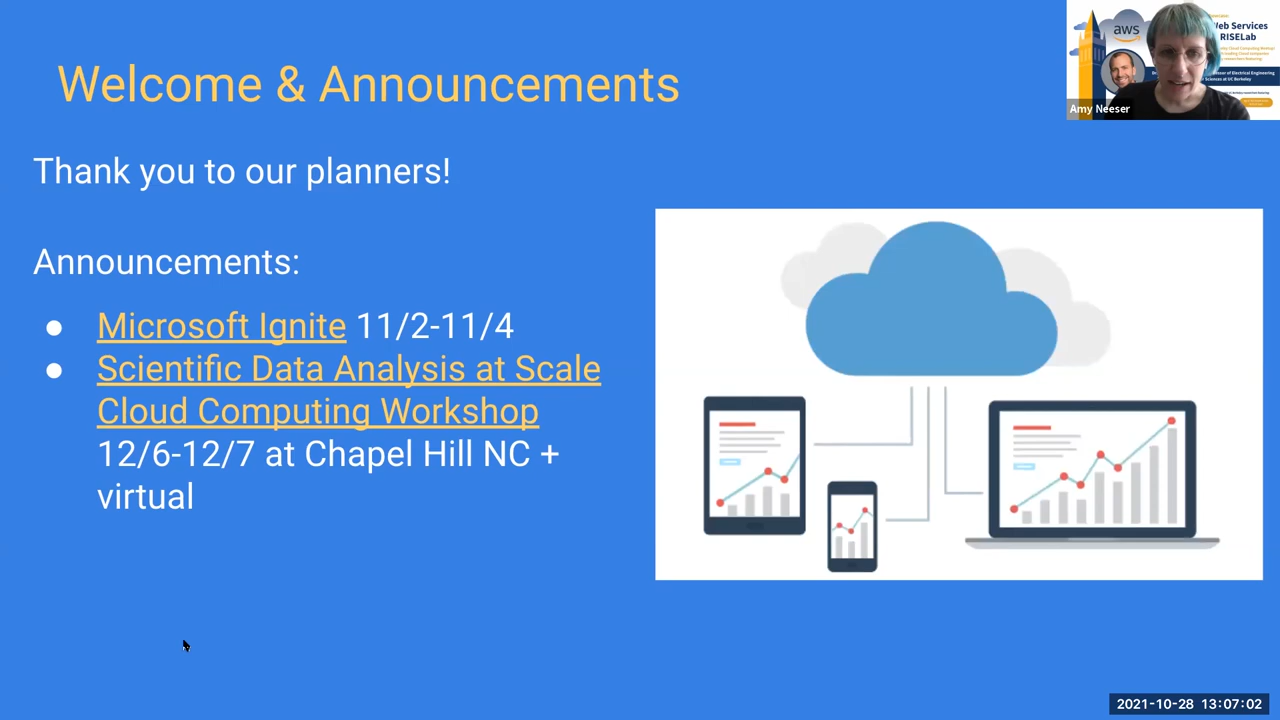 Welcome & Announcements
Thank you to our planners!
Announcements:
● Microsoft Ignite 11/2-11/4
● Scientific Data Analysis at Scale
Cloud Computing Workshop
12/6-12/7 at Chapel Hill NC +
virtual
aws
Web Services
RISELab
Amy Neeser
2021-10-28 13:07:02